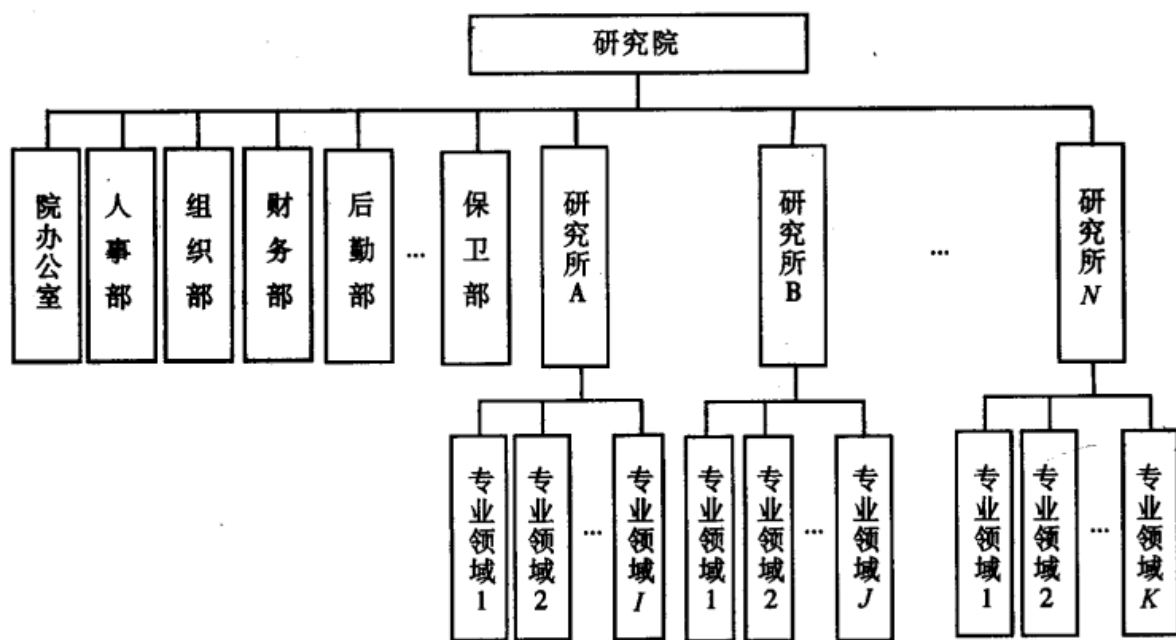 研究院
院办公室
人事部
组织部
财务部
后勤部
...
保卫部
研究所A
研究所B
...
研究所N
专业领域1
专业领域2
...
专业领域I
专业领域1
专业领域2
...
专业领域J
专业领域1
专业领域2
...
专业领域K